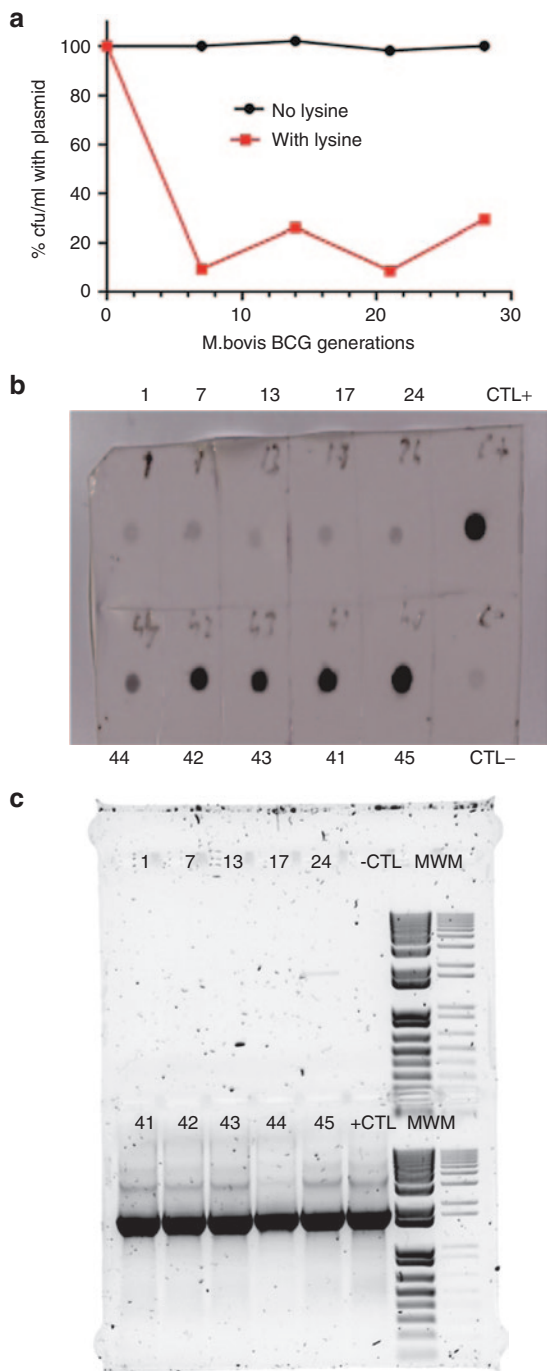 a
100
80
60
40
20
0
% cfu/ml with plasmid
No lysine
With lysine
0 10 20 30
M.bovis BCG generations
b
1 7 13 17 24 CTL+
44 42 43 41 45 CTL–
c
1 7 13 17 24 -CTL MWM
41 42 43 44 45 +CTL MWM